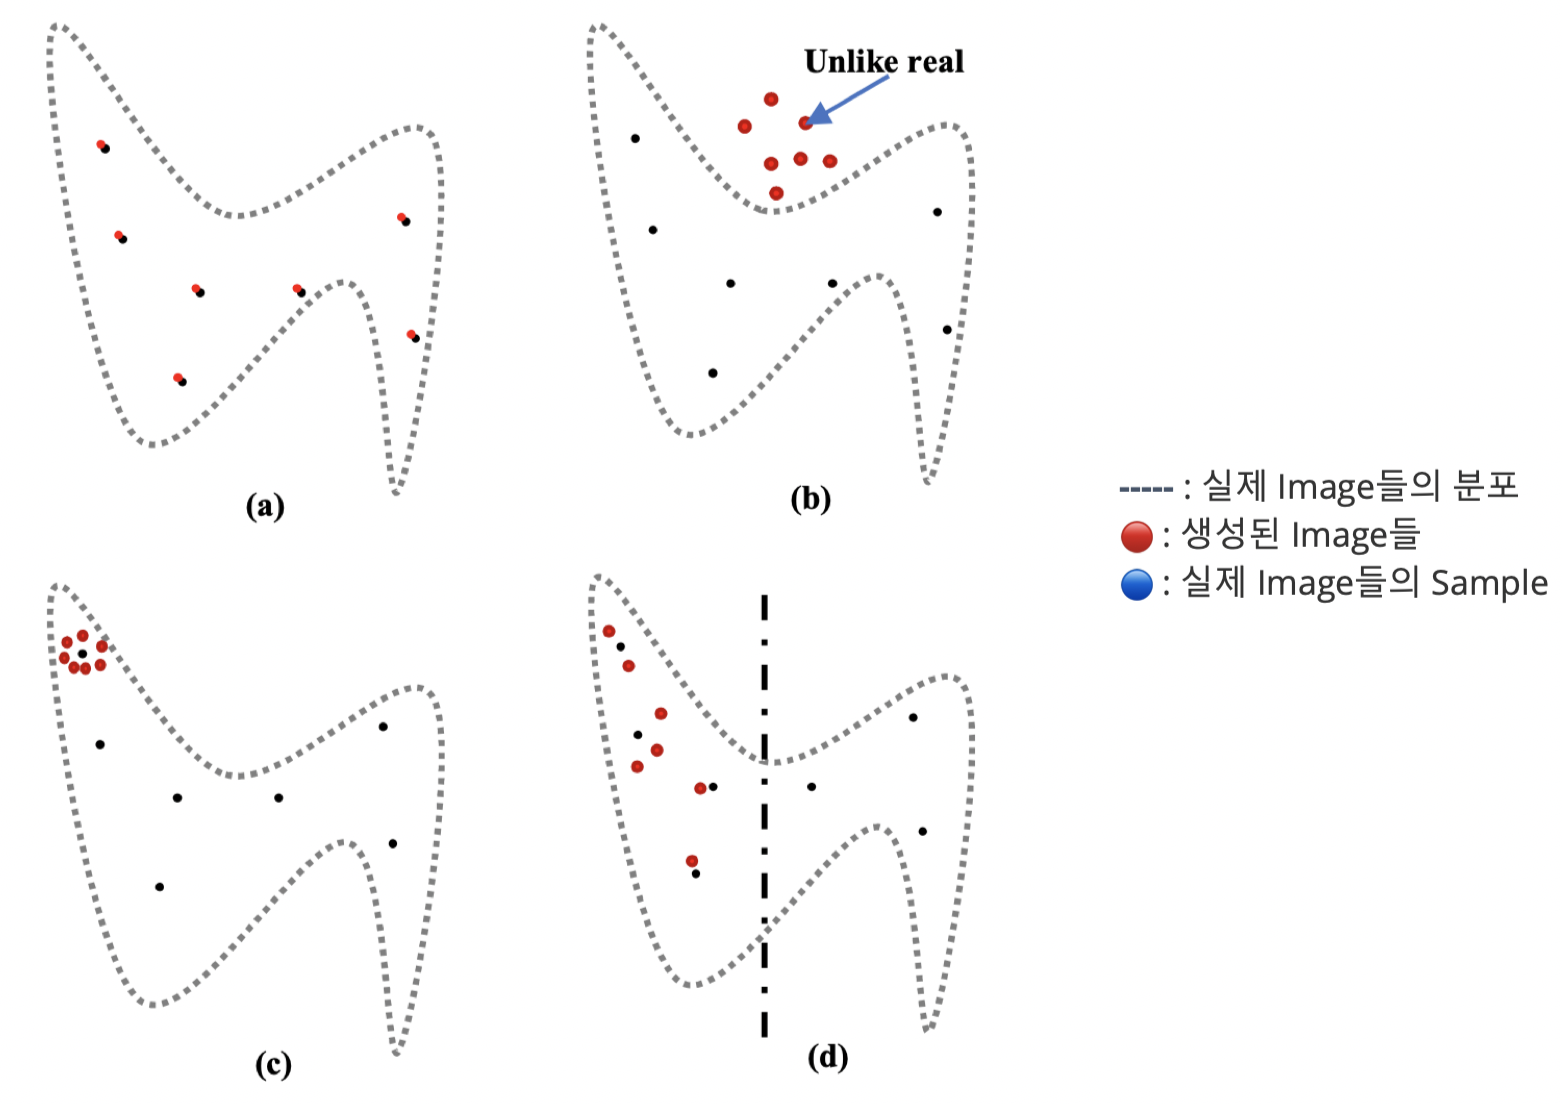 Unlike real
(a)
(b)
----- : 실제 Image들의 분포
: 생성된 Image들
: 실제 Image들의 Sample
(c)
(d)